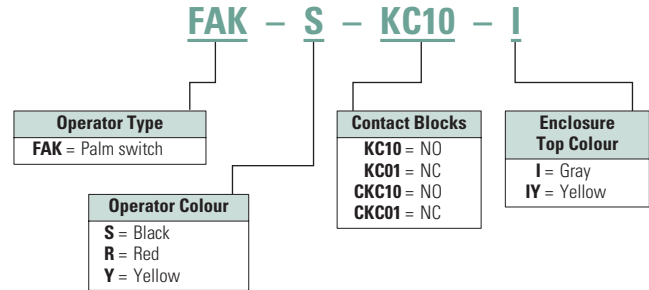 FAK – S – KC10 – I
Operator Type
FAK = Palm switch
Operator Colour
S = Black
R = Red
Y = Yellow
Contact Blocks
KC10 = NO
KC01 = NC
CKC10 = NO
CKC01 = NC
Enclosure
Top Colour
I = Gray
IY = Yellow